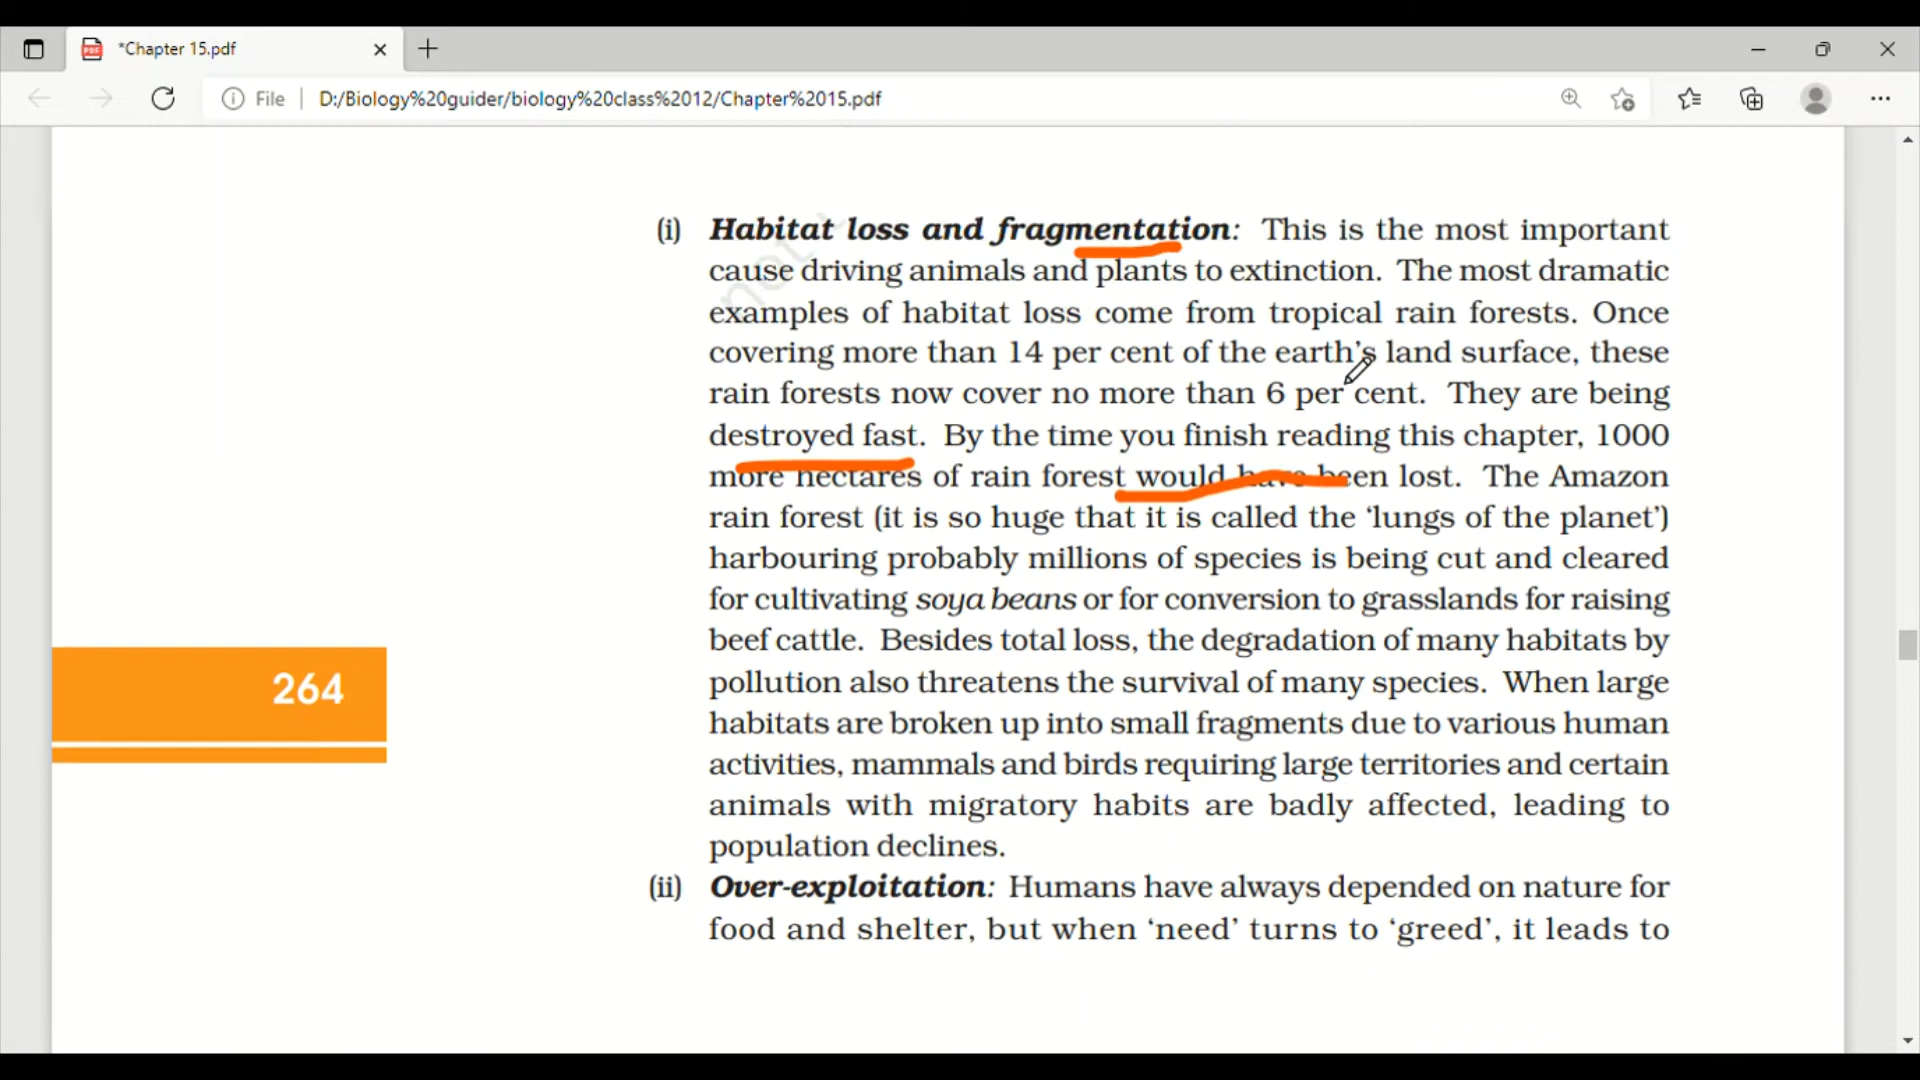 *Chapter 15.pdf
File
D:/Biology%20guider/biology%20class%2012/Chapter%2015.pdf
not
(i) Habitat loss and fragmentation: This is the most important
cause driving animals and plants to extinction. The most dramatic
examples of habitat loss come from tropical rain forests. Once
covering more than 14 per cent of the earth’s land surface, these
rain forests now cover no more than 6 per cent. They are being
destroyed fast. By the time you finish reading this chapter, 1000
more hectares of rain forest would have been lost. The Amazon
rain forest (it is so huge that it is called the ‘lungs of the planet’)
harbouring probably millions of species is being cut and cleared
for cultivating soya beans or for conversion to grasslands for raising
beef cattle. Besides total loss, the degradation of many habitats by
pollution also threatens the survival of many species. When large
habitats are broken up into small fragments due to various human
activities, mammals and birds requiring large territories and certain
animals with migratory habits are badly affected, leading to
population declines.
(ii) Over-exploitation: Humans have always depended on nature for
food and shelter, but when ‘need’ turns to ‘greed’, it leads to
264